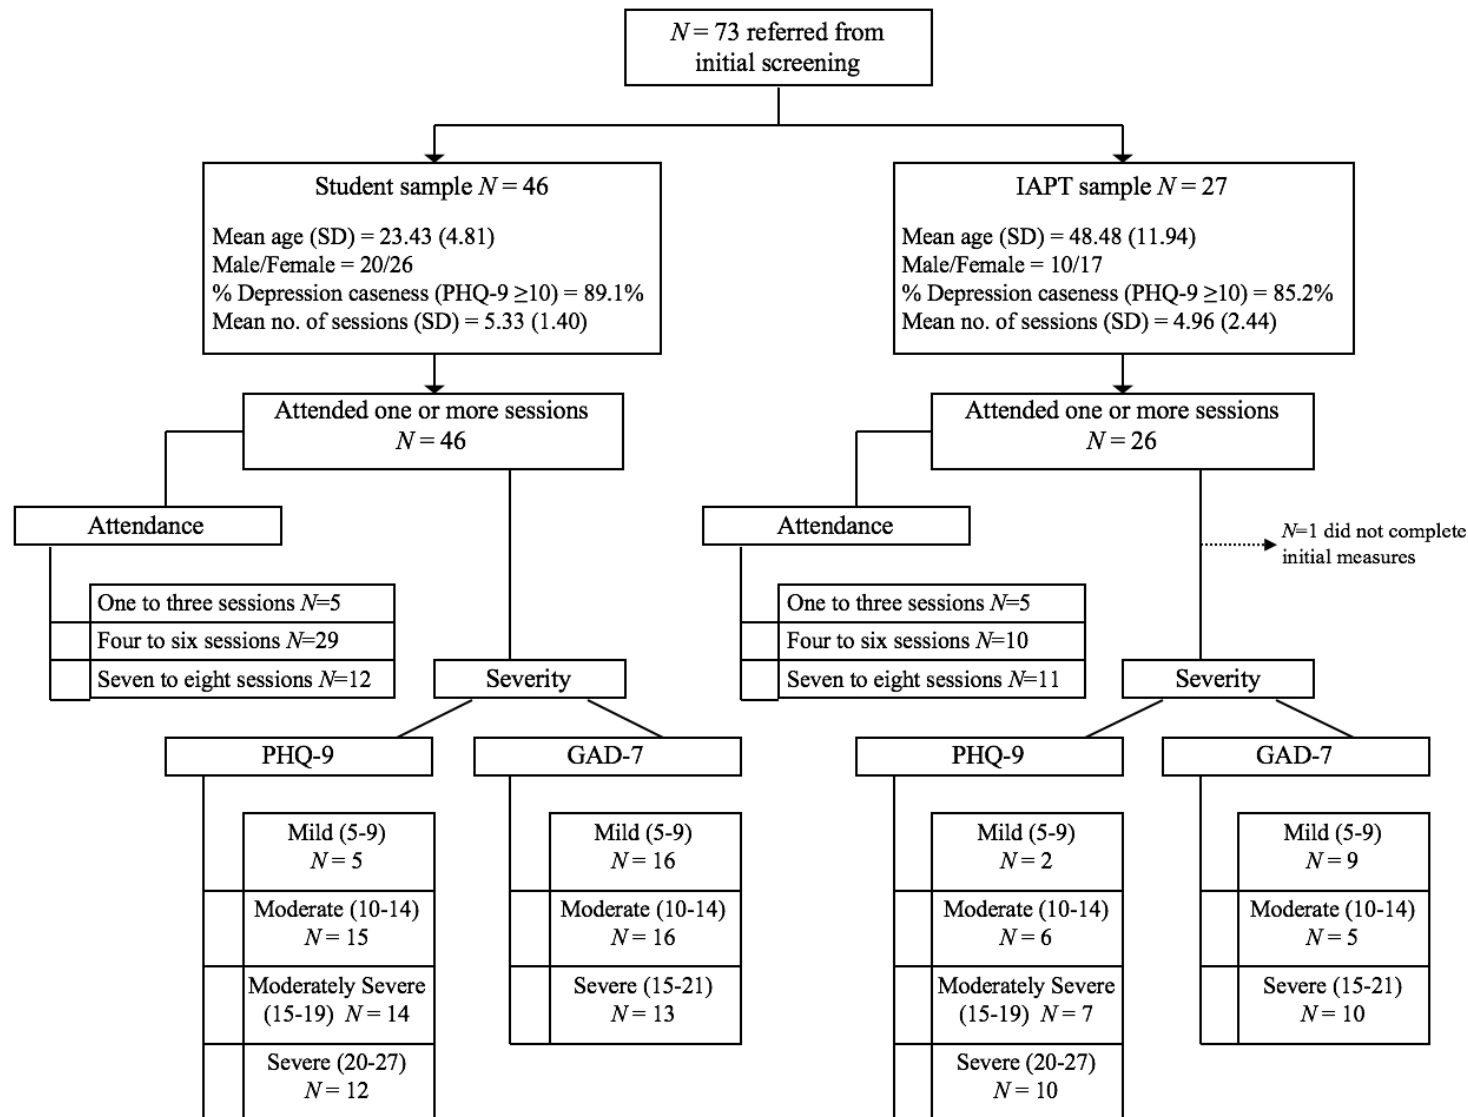 N = 73 referred from
initial screening
Student sample N = 46
Mean age (SD) = 23.43 (4.81)
Male/Female = 20/26
% Depression caseness (PHQ-9 ≥10) = 89.1%
Mean no. of sessions (SD) = 5.33 (1.40)
IAPT sample N = 27
Mean age (SD) = 48.48 (11.94)
Male/Female = 10/17
% Depression caseness (PHQ-9 ≥10) = 85.2%
Mean no. of sessions (SD) = 4.96 (2.44)
Attended one or more sessions
N = 46
Attended one or more sessions
N = 26
Attendance
One to three sessions N=5
Four to six sessions N=29
Seven to eight sessions N=12
Attendance
One to three sessions N=5
Four to six sessions N=10
Seven to eight sessions N=11
N=1 did not complete
initial measures
Severity
PHQ-9
Mild (5-9)
N = 5
Moderate (10-14)
N = 15
Moderately Severe
(15-19) N = 14
Severe (20-27)
N = 12
GAD-7
Mild (5-9)
N = 16
Moderate (10-14)
N = 16
Severe (15-21)
N = 13
Severity
PHQ-9
Mild (5-9)
N = 2
Moderate (10-14)
N = 6
Moderately Severe
(15-19) N = 7
Severe (20-27)
N = 10
GAD-7
Mild (5-9)
N = 9
Moderate (10-14)
N = 5
Severe (15-21)
N = 10